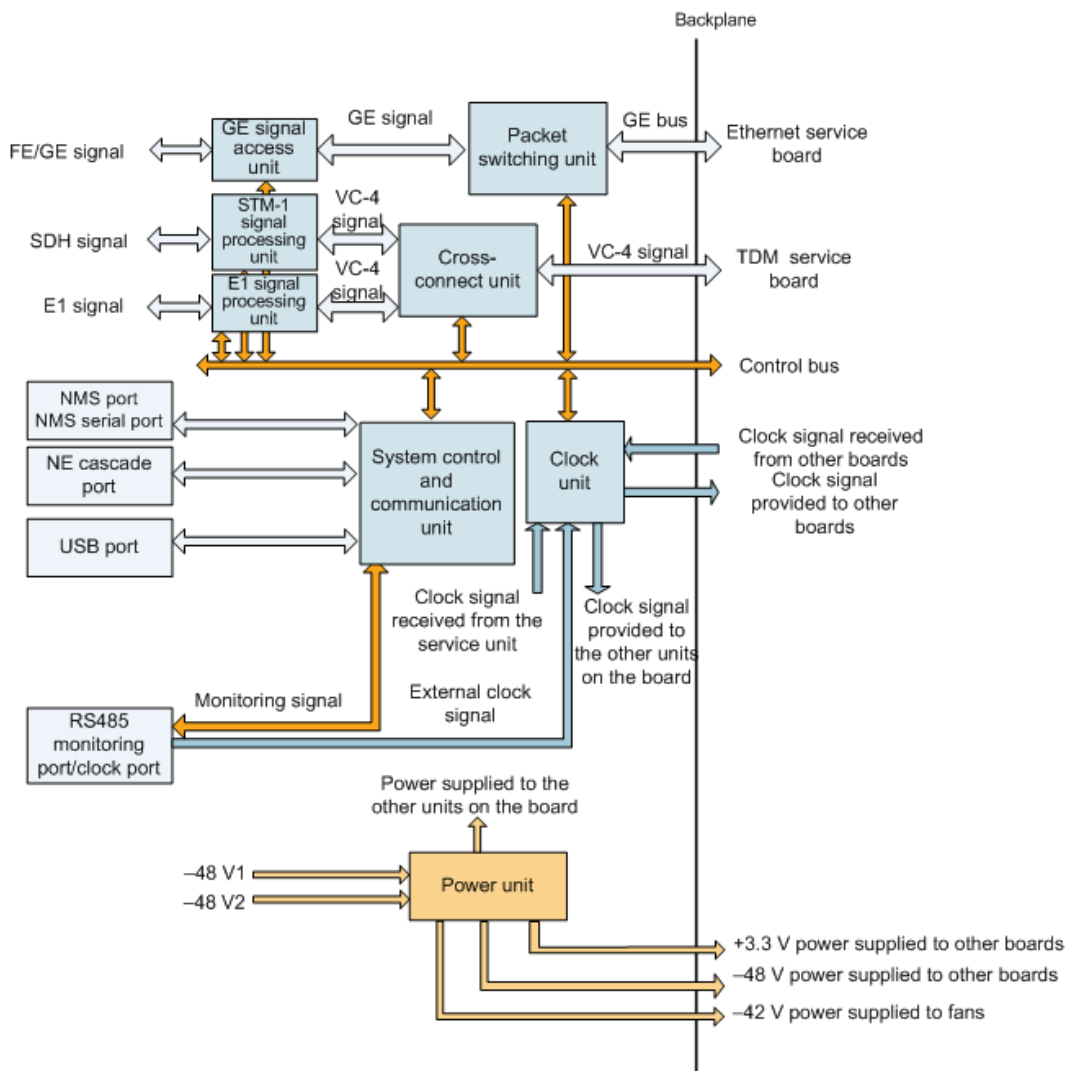 Backplane
FE/GE signal
GE signal
access
unit
GE signal
Packet
switching unit
GE bus
Ethernet service
board
SDH signal
STM-1
signal
processing
unit
VC-4
signal
Cross-
connect unit
VC-4 signal
TDM service
board
E1 signal
E1 signal
processing
unit
VC-4
signal
Control bus
NMS port
NMS serial port
NE cascade
port
USB port
System control
and
communication
unit
Clock
unit
Clock signal received
from other boards
Clock signal
provided to other
boards
Clock signal
received from the
service unit
Clock signal
provided to
the other units
on the board
Monitoring signal
External clock
signal
RS485
monitoring
port/clock port
Power supplied to the
other units on the board
–48 V1
–48 V2
Power unit
+3.3 V power supplied to other boards
–48 V power supplied to other boards
–42 V power supplied to fans